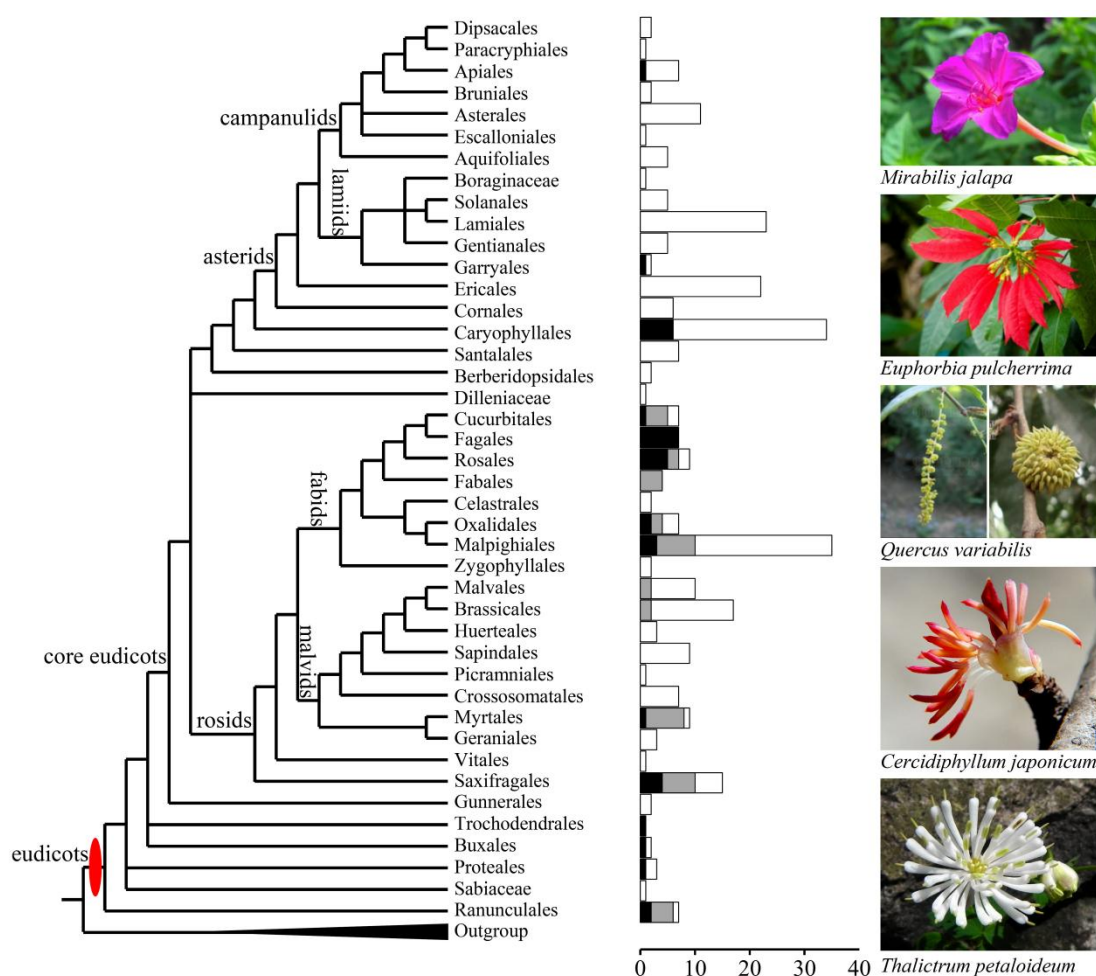 Dipsacales
Paracryphiales
Apiales
Bruniales
campanulids
Asterales
Escalloniales
Aquifoliales
lamiids
Boraginaceae
Solanales
Lamiales
Gentianales
asterids
Garryales
Ericales
Cornales
Caryophyllales
Santalales
Berberidopsidales
Dilleniaceae
Cucurbitales
Fagales
Rosales
fabids
Fabales
Celastrales
Oxalidales
Malpighiales
Zygophyllales
Malvales
Brassicales
malvids
Huerteales
core eudicots
Sapindales
Picramniales
Crossosomatales
rosids
Myrtales
Geraniales
Vitales
Saxifragales
Gunnerales
Trochodendrales
eudicots
Buxales
Proteales
Sabiaceae
Ranunculales
Outgroup
0 10 20 30 40
Mirabilis jalapa
Euphorbia pulcherrima
Quercus variabilis
Cercidiphyllum japonicum
Thalictrum petaloideum